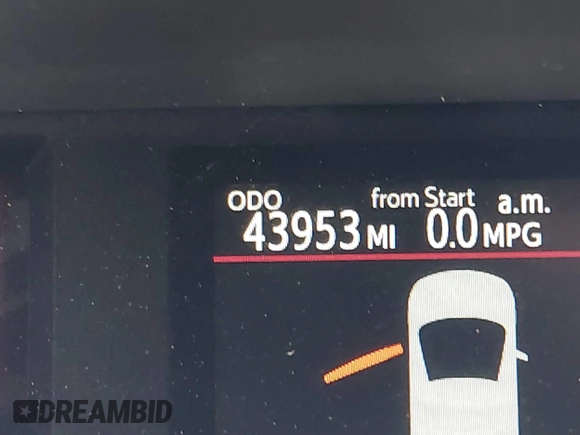 ODO from Start a.m.
43953 MI 0.0 MPG
DREAMBID